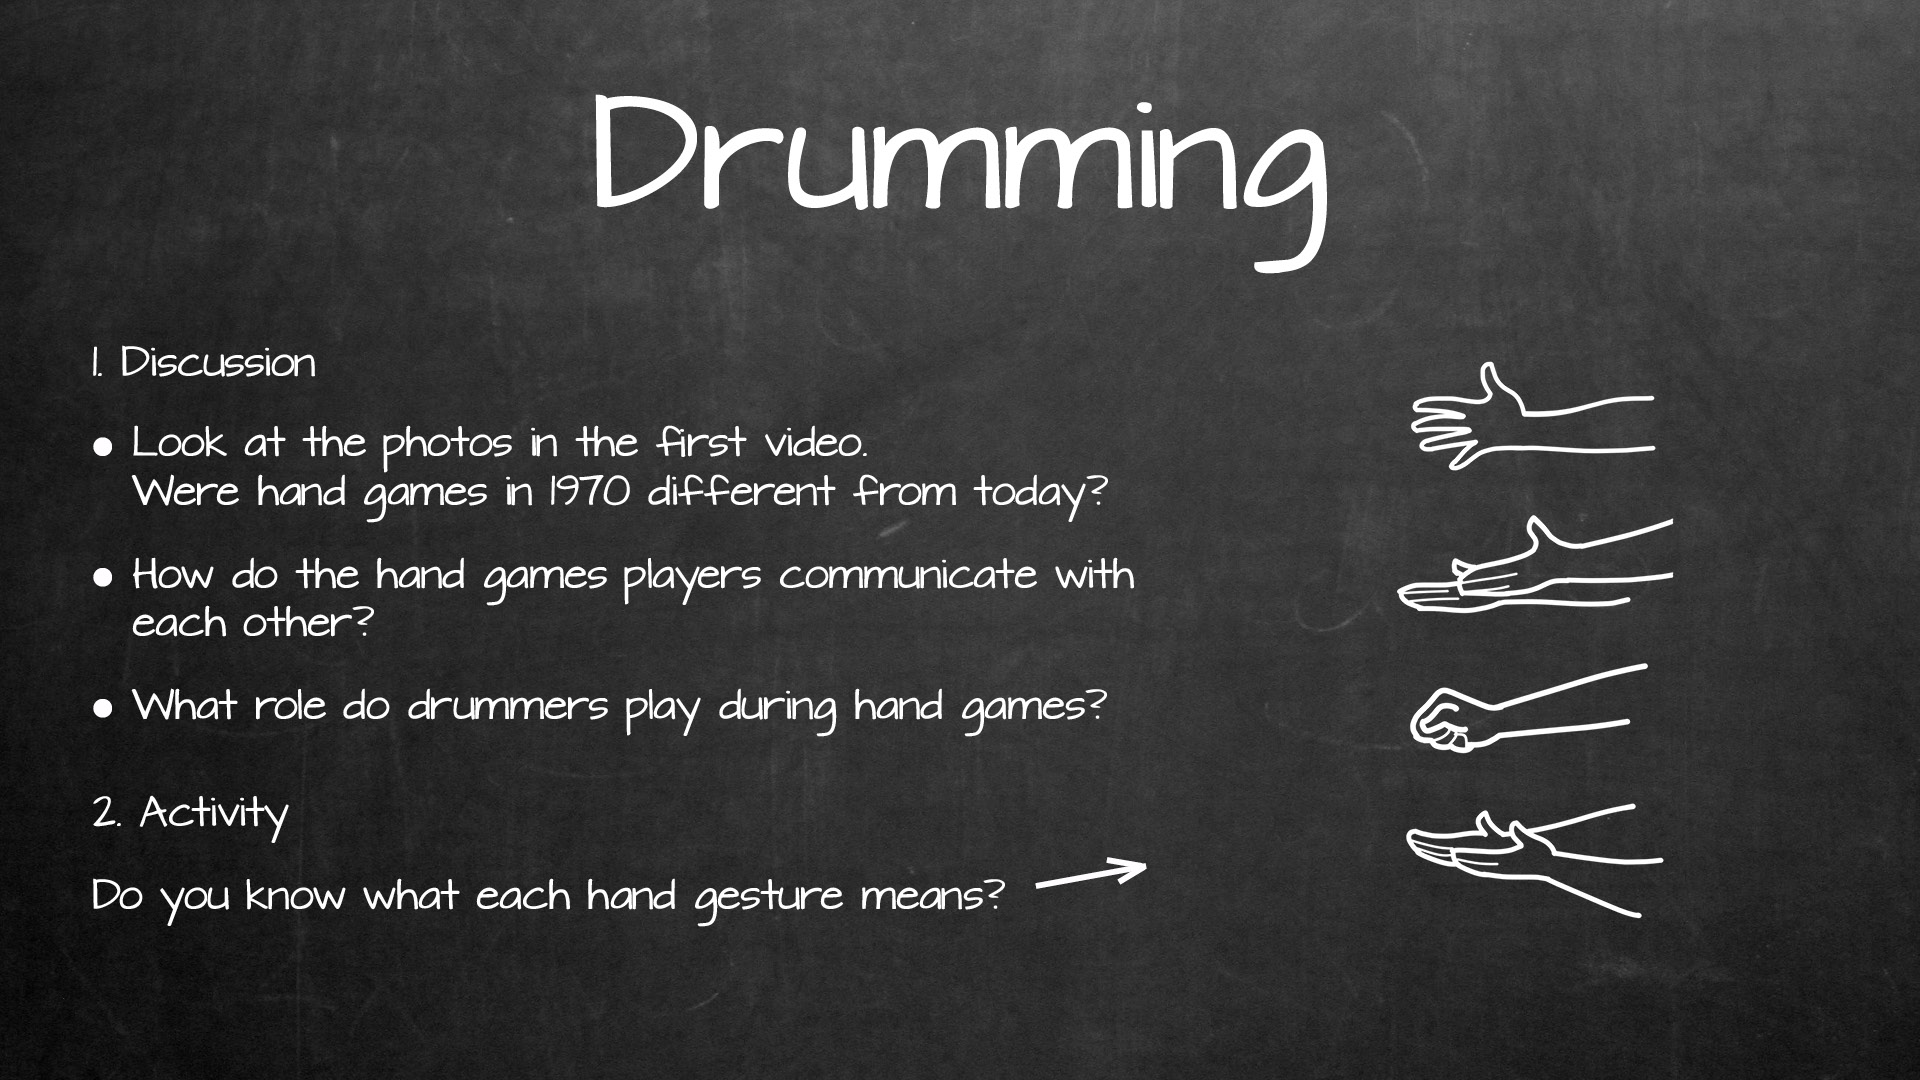 Drumming
1. Discussion
● Look at the photos in the first video.
Were hand games in 1970 different from today?
● How do the hand games players communicate with
each other?
● What role do drummers play during hand games?
2. Activity
Do you know what each hand gesture means?